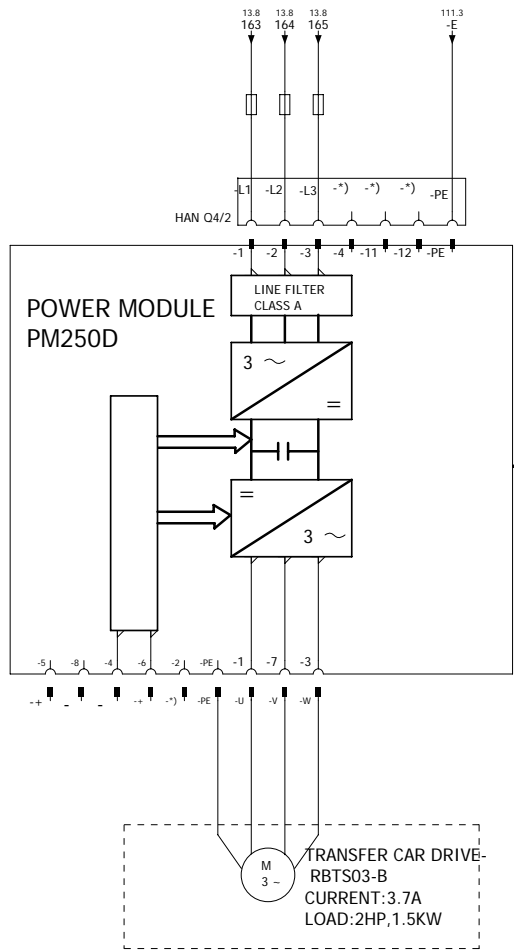 13.8 13.8 13.8 111.3
163 164 165 -E
-L1 -L2 -L3 -*) -*) -*) -PE
HAN Q4/2
-1 -2 -3 -4 -11 -12 -PE
LINE FILTER
CLASS A
POWER MODULE
PM250D
3 ~
=
=
3 ~
-5 -8 -4 -6 -2 -PE -1 -7 -3
-+ - - -+ -*) -PE -U -V -W
M
3 ~
TRANSFER CAR DRIVE-
RBTS03-B
CURRENT:3.7A
LOAD:2HP,1.5KW